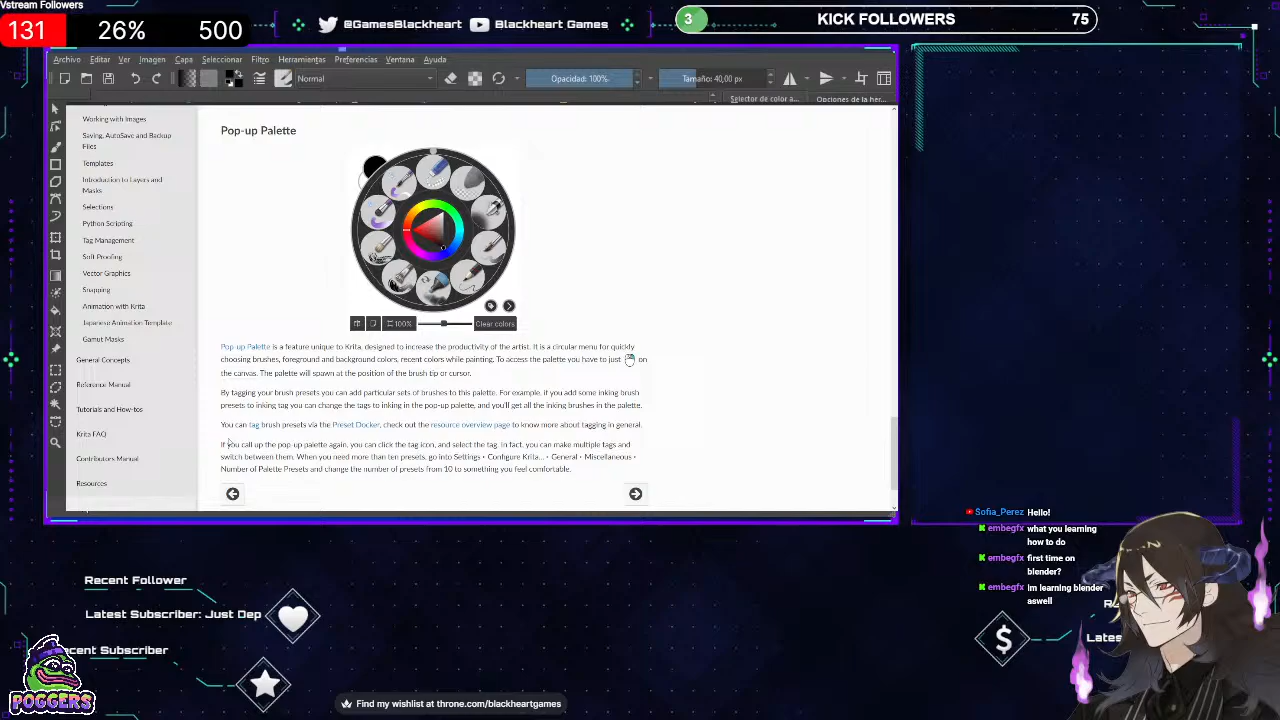 Vstream Followers
131 26% 500
@GamesBlackheart Blackheart Games
3 KICK FOLLOWERS 75
Archivo Editar Ver Imagen Capa Seleccionar Filtro Herramientas Preferencias Ventana Ayuda
Normal Opacidad: 100% Tamaño: 40,00 px
Selector de color a... Opciones de la her...
Working with Images
Saving, AutoSave and Backup
Files
Templates
Introduction to Layers and
Masks
Selections
Python Scripting
Tag Management
Soft Proofing
Vector Graphics
Snapping
Animation with Krita
Japanese Animation Template
Gamut Masks
General Concepts
Reference Manual
Tutorials and How-tos
Krita FAQ
Contributors Manual
Resources
Pop-up Palette
100% Clear colors
Pop-up Palette is a feature unique to Krita, designed to increase the productivity of the artist. It is a circular menu for quickly
choosing brushes, foreground and background colors, recent colors while painting. To access the palette you have to just on
the canvas. The palette will spawn at the position of the brush tip or cursor.
By tagging your brush presets you can add particular sets of brushes to this palette. For example, if you add some inking brush
presets to inking tag you can change the tags to inking in the pop-up palette, and you'll get all the inking brushes in the palette.
You can tag brush presets via the Preset Docker, check out the resource overview page to know more about tagging in general.
If you call up the pop-up palette again, you can click the tag icon, and select the tag. In fact, you can make multiple tags and
switch between them. When you need more than ten presets, go into Settings ‣ Configure Krita... ‣ General ‣ Miscellaneous ‣
Number of Palette Presets and change the number of presets from 10 to something you feel comfortable.
Sofia_Perez Hello!
embegfx what you learning
how to do
embegfx first time on
blender?
embegfx Im learning blender
aswell
Recent Follower
Latest Subscriber: Just Dep
ecent Subscriber
POGGERS
Find my wishlist at throne.com/blackheartgames
Lates